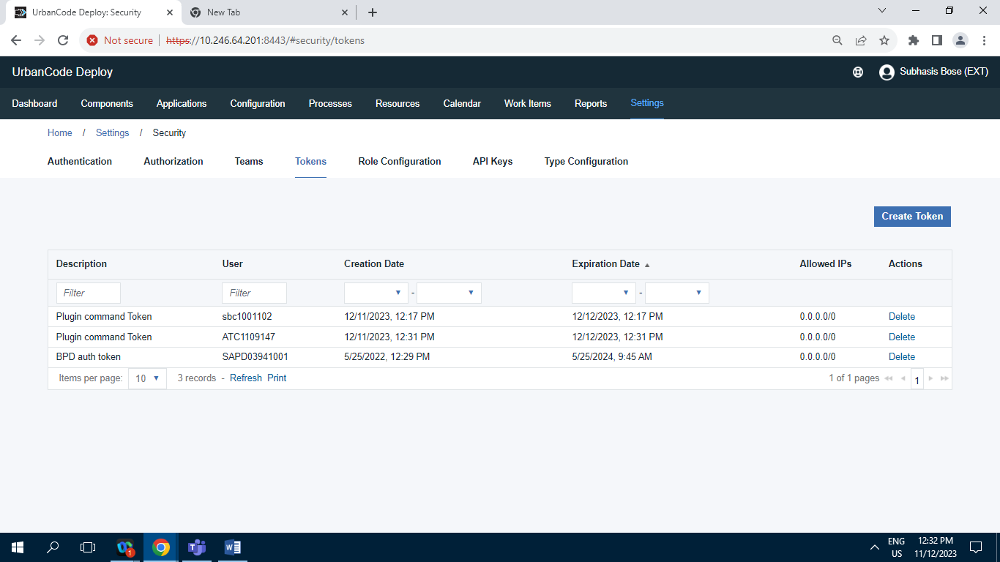 UrbanCode Deploy: Security
New Tab
Not secure https://10.246.64.201:8443/#security/tokens
UrbanCode Deploy Subhasis Bose (EXT)
Dashboard Components Applications Configuration Processes Resources Calendar Work Items Reports Settings
Home / Settings / Security
Authentication Authorization Teams Tokens Role Configuration API Keys Type Configuration
Create Token
Description User Creation Date Expiration Date Allowed IPs Actions
Filter Filter - -
Plugin command Token sbc1001102 12/11/2023, 12:17 PM 12/12/2023, 12:17 PM 0.0.0.0/0 Delete
Plugin command Token ATC1109147 12/11/2023, 12:31 PM 12/12/2023, 12:31 PM 0.0.0.0/0 Delete
BPD auth token SAPD03941001 5/25/2022, 12:29 PM 5/25/2024, 9:45 AM 0.0.0.0/0 Delete
Items per page: 10 3 records - Refresh Print 1 of 1 pages 1
1
ENG 12:32 PM
US 11/12/2023